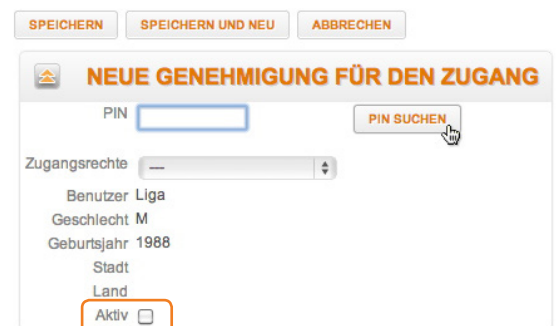 SPEICHERN SPEICHERN UND NEU ABBRECHEN
NEUE GENEHMIGUNG FÜR DEN ZUGANG
PIN PIN SUCHEN
Zugangsrechte ---
Benutzer Liga
Geschlecht M
Geburtsjahr 1988
Stadt
Land
Aktiv